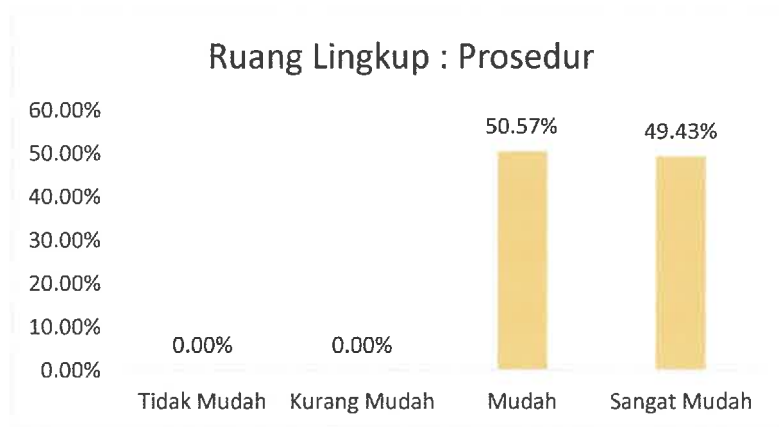 Ruang Lingkup : Prosedur
60.00%
50.00%
40.00%
30.00%
20.00%
10.00%
0.00%
0.00%
0.00%
50.57%
49.43%
Tidak Mudah
Kurang Mudah
Mudah
Sangat Mudah